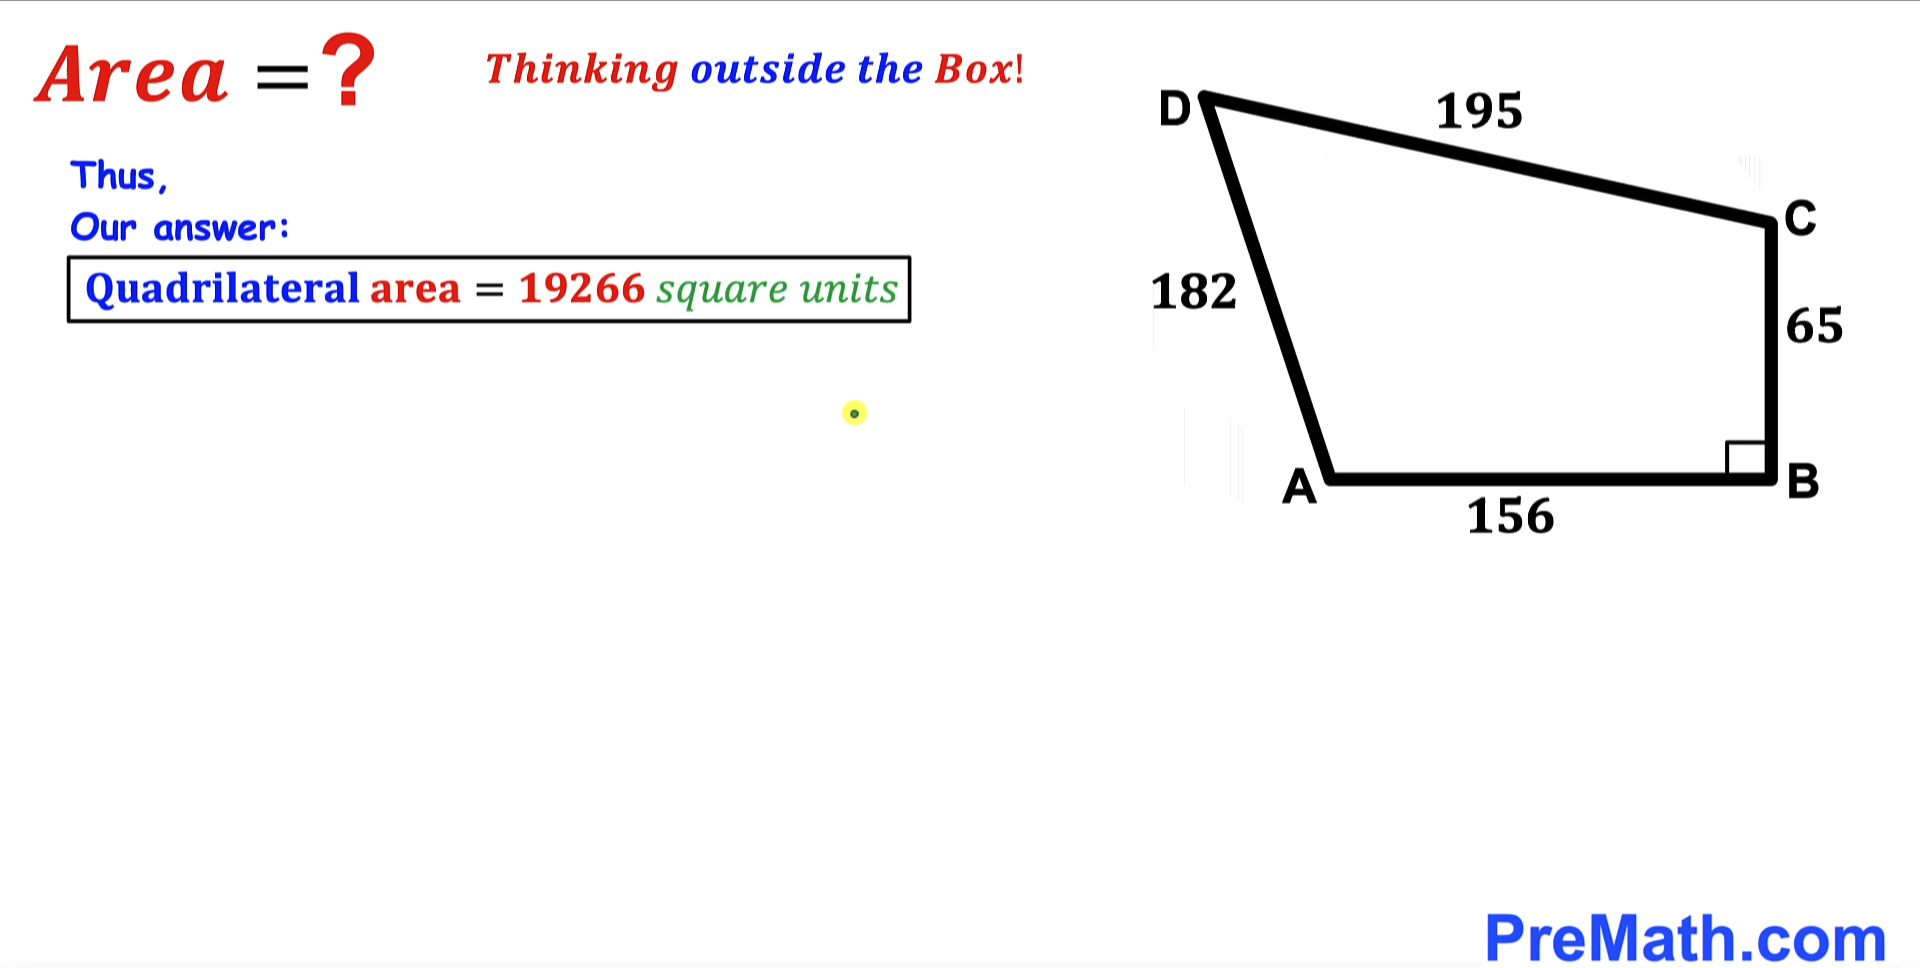 Area = ?
Thinking outside the Box!
Thus,
Our answer:
Quadrilateral area = 19266 square units
D
195
C
182
65
A
B
156
PreMath.com